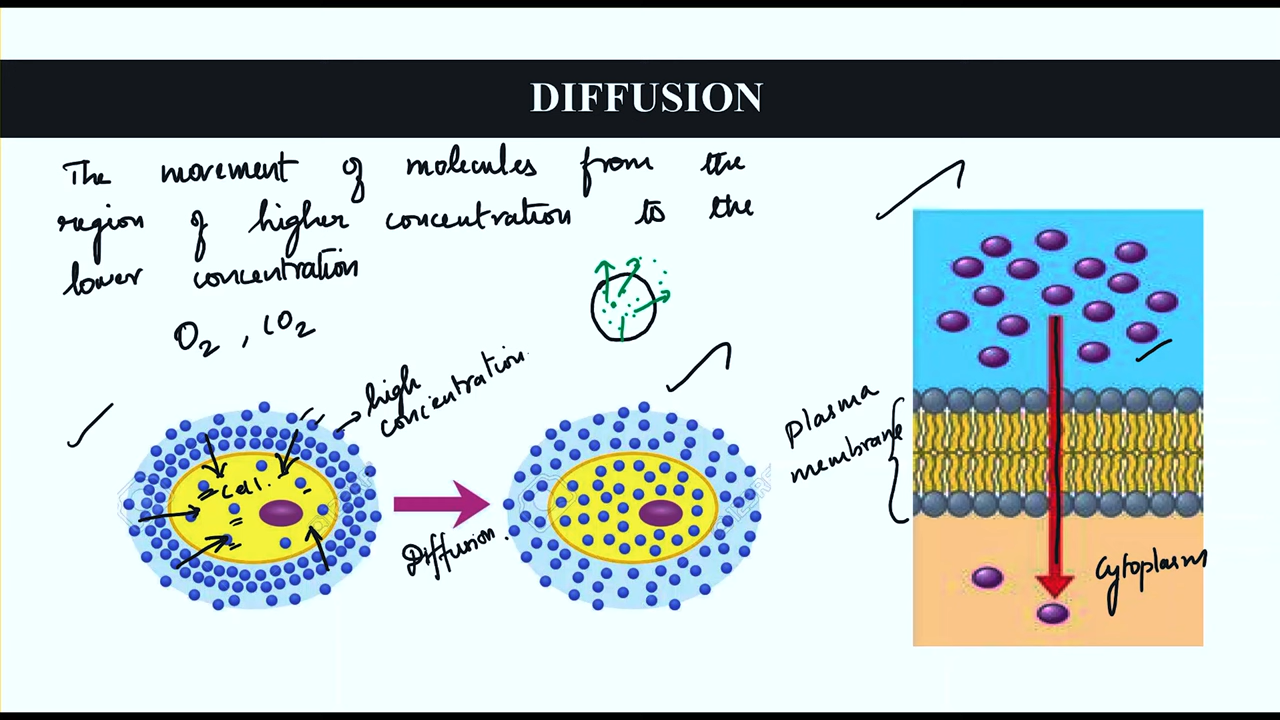 DIFFUSION
The movement of molecules from the
region of higher concentration to the
lower concentration
O2 , CO2
high
concentration
cell.
Diffusion.
plasma
membrane
Cytoplasm